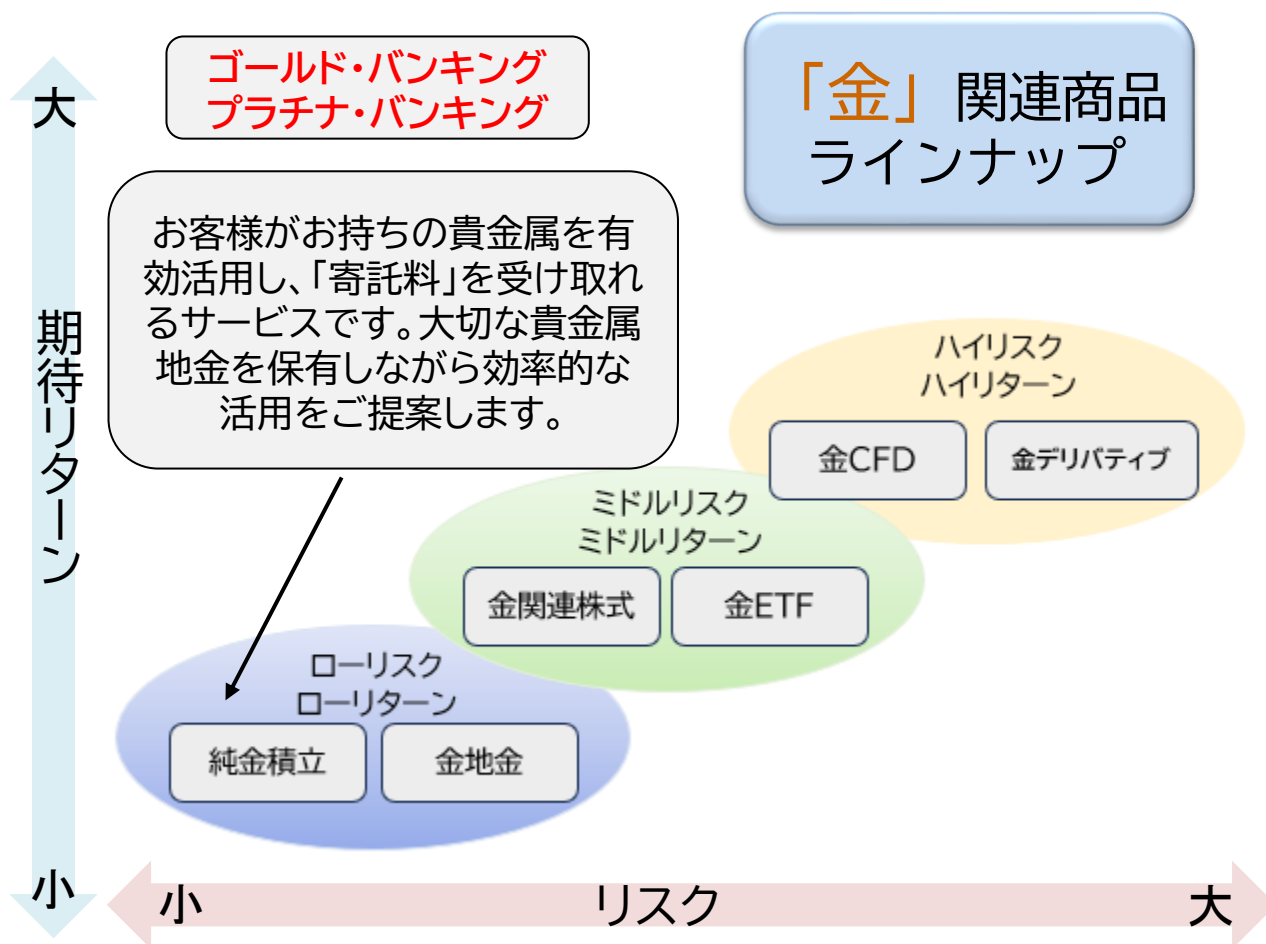 ゴールド・バンキング
プラチナ・バンキング
「金」関連商品
ラインナップ
大
お客様がお持ちの貴金属を有
効活用し、「寄託料」を受け取れ
るサービスです。大切な貴金属
地金を保有しながら効率的な
活用をご提案します。
期待リターン
ハイリスク
ハイリターン
金CFD
金デリバティブ
ミドルリスク
ミドルリターン
金関連株式
金ETF
ローリスク
ローリターン
純金積立
金地金
小
小
リスク
大